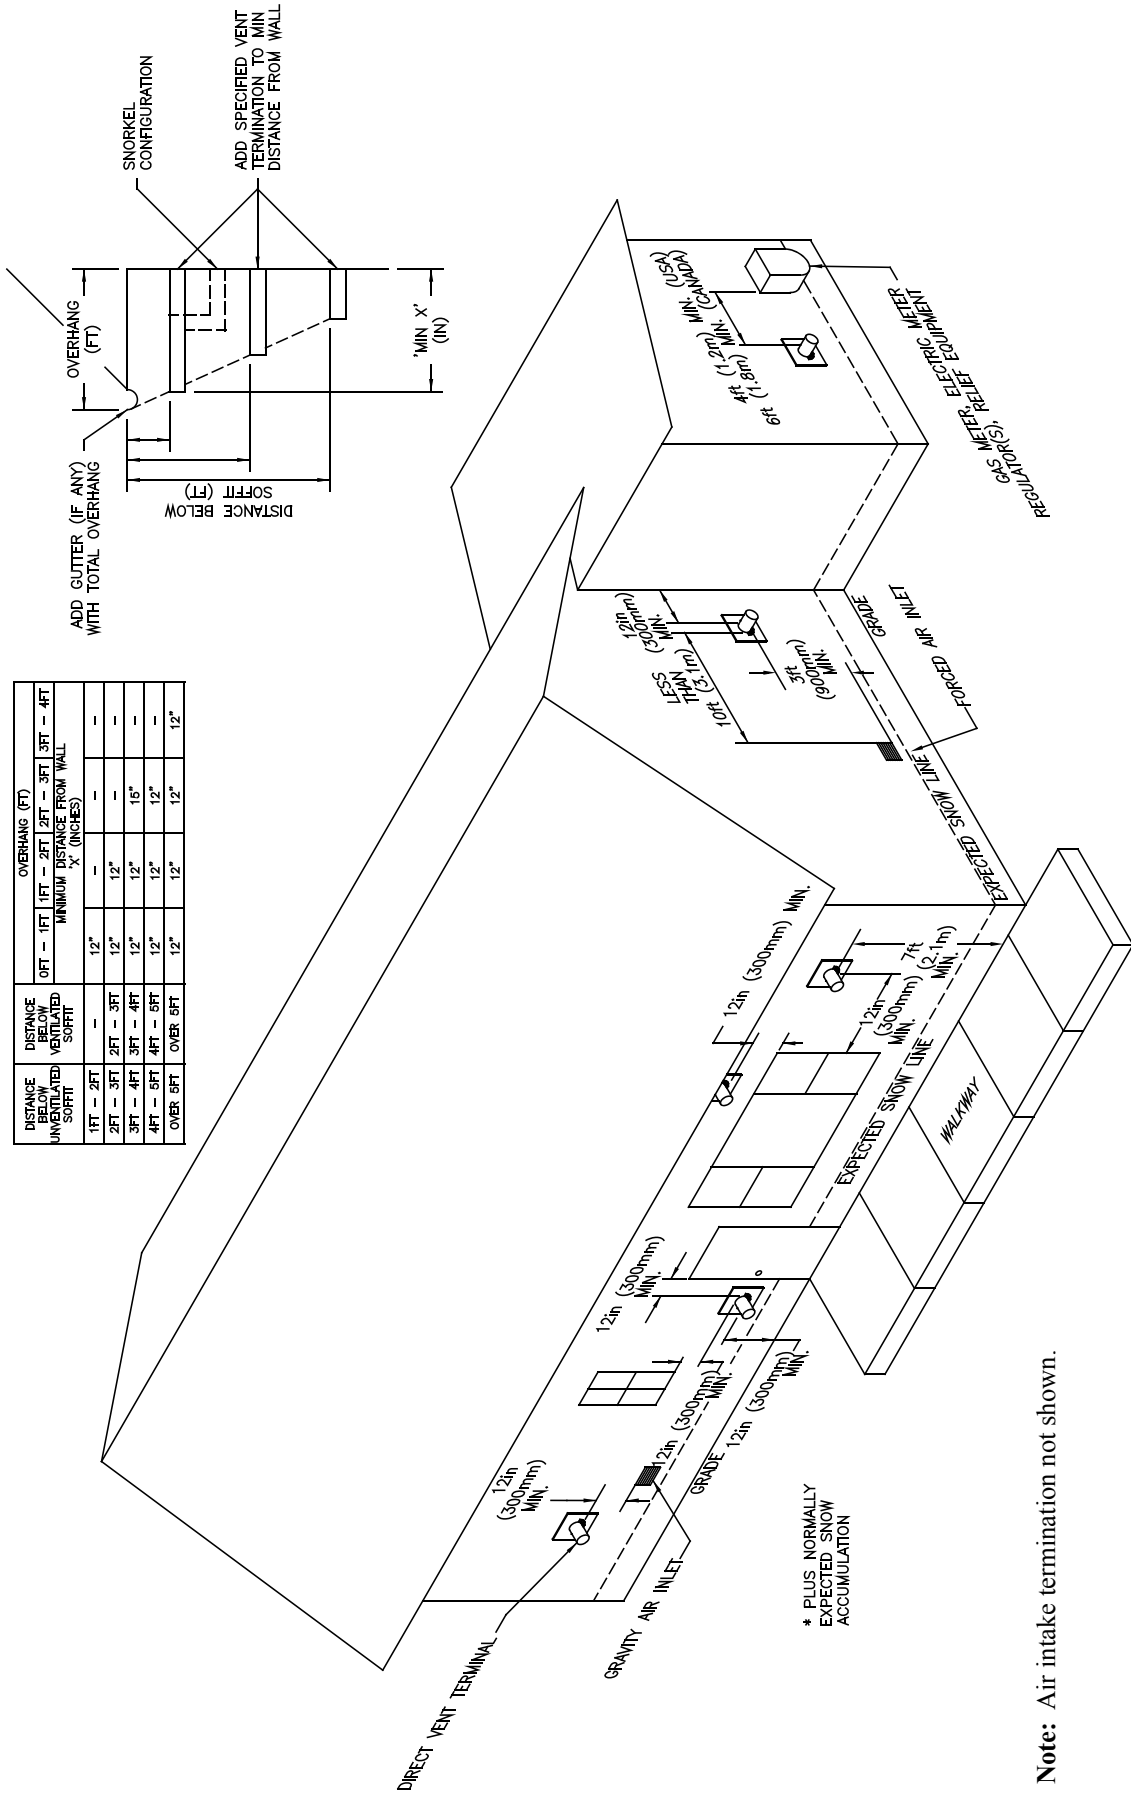 DISTANCE BELOW UNVENTILATED SOFFIT
DISTANCE BELOW VENTILATED SOFFIT
OVERHANG (FT)
0FT - 1FT 1FT - 2FT 2FT - 3FT 3FT - 4FT
MINIMUM DISTANCE FROM WALL
'X' (INCHES)
1FT - 2FT - 12" - - -
2FT - 3FT 2FT - 3FT 12" 12" - -
3FT - 4FT 3FT - 4FT 12" 12" 15" -
4FT - 5FT 4FT - 5FT 12" 12" 12" -
OVER 5FT OVER 5FT 12" 12" 12" 12"
ADD GUTTER (IF ANY)
WITH TOTAL OVERHANG
OVERHANG
(FT)
SNORKEL
CONFIGURATION
DISTANCE BELOW
SOFFIT (FT)
ADD SPECIFIED VENT
TERMINATION TO MIN
DISTANCE FROM WALL
'MIN X'
(IN)
DIRECT VENT TERMINAL
12in
(300mm)
MIN.
GRAVITY AIR INLET
12in (300mm)
MIN.
12in (300mm)
MIN.
GRADE
12in (300mm)
MIN.
12in (300mm) MIN.
EXPECTED SNOW LINE
12in
(300mm)
MIN.
7ft
(2.1m)
MIN.
WALKWAY
EXPECTED SNOW LINE
LESS
THAN
10ft (3.1m)
12in
(300mm)
MIN.
3ft
(900mm)
MIN.
GRADE
FORCED AIR INLET
4ft (1.2m) MIN. (USA)
6ft (1.8m) MIN. (CANADA)
GAS METER, ELECTRIC METER
REGULATOR(S), RELIEF EQUIPMENT
* PLUS NORMALLY
EXPECTED SNOW
ACCUMULATION
Note: Air intake termination not shown.